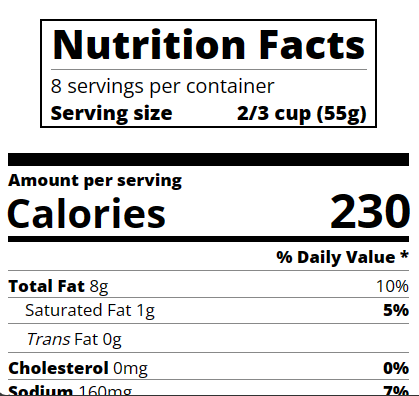 Nutrition Facts
8 servings per container
Serving size 2/3 cup (55g)
Amount per serving
Calories 230
% Daily Value *
Total Fat 8g 10%
Saturated Fat 1g 5%
Trans Fat 0g
Cholesterol 0mg 0%
Sodium 160mg 7%